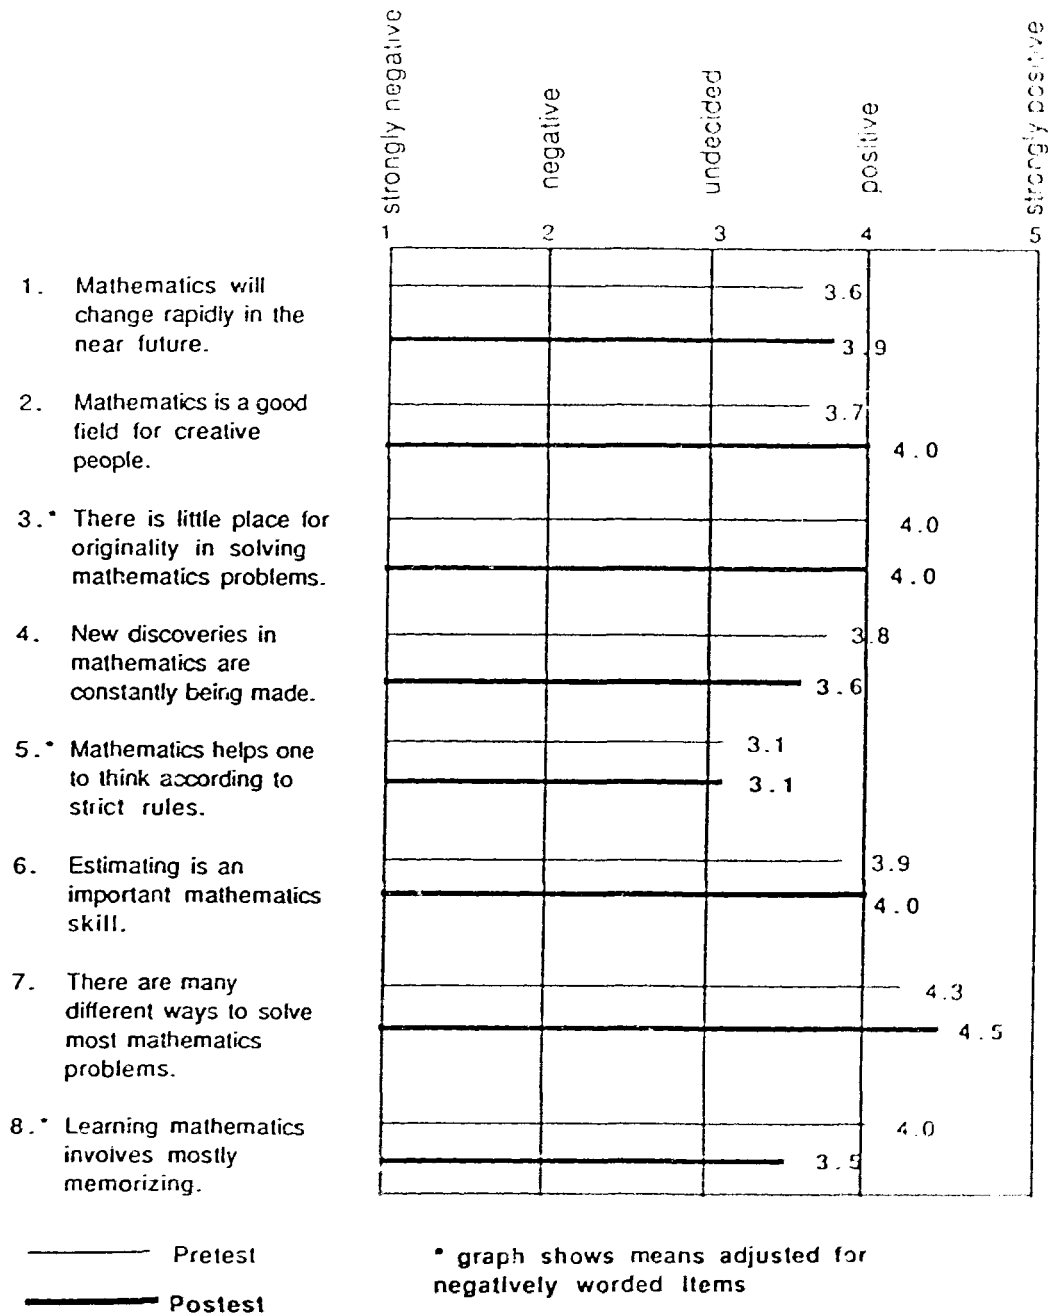 strongly negative
negative
undecided
positive
strongly positive
1 2 3 4 5
1. Mathematics will
change rapidly in the
near future.
3.6
3.9
2. Mathematics is a good
field for creative
people.
3.7
4.0
3.* There is little place for
originality in solving
mathematics problems.
4.0
4.0
4. New discoveries in
mathematics are
constantly being made.
3.8
3.6
5.* Mathematics helps one
to think according to
strict rules.
3.1
3.1
6. Estimating is an
important mathematics
skill.
3.9
4.0
7. There are many
different ways to solve
most mathematics
problems.
4.3
4.5
8.* Learning mathematics
involves mostly
memorizing.
4.0
3.5
Pretest
Postest
* graph shows means adjusted for
negatively worded items